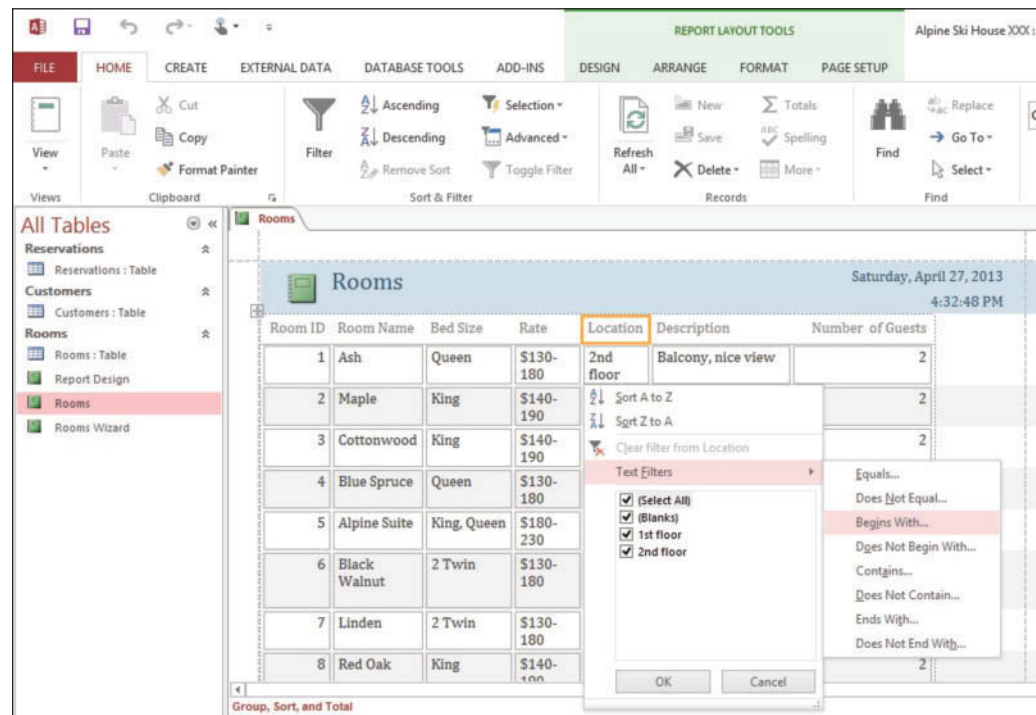 REPORT LAYOUT TOOLS Alpine Ski House XXX :
FILE HOME CREATE EXTERNAL DATA DATABASE TOOLS ADD-INS DESIGN ARRANGE FORMAT PAGE SETUP
View
Views
Paste
Cut
Copy
Format Painter
Clipboard
Filter
Ascending
Descending
Remove Sort
Selection
Advanced
Toggle Filter
Sort & Filter
Refresh
All
New
Save
Delete
Totals
Spelling
More
Records
Find
Replace
Go To
Select
Find
All Tables
Reservations
Reservations : Table
Customers
Customers : Table
Rooms
Rooms : Table
Report Design
Rooms
Rooms Wizard
Rooms
Rooms
Saturday, April 27, 2013
4:32:48 PM
Room ID Room Name Bed Size Rate Location Description Number of Guests
1 Ash Queen $130- 2nd Balcony, nice view 2
180 floor
2 Maple King $140- 2
190
3 Cottonwood King $140- 2
190
4 Blue Spruce Queen $130-
180
5 Alpine Suite King, Queen $180-
230
6 Black 2 Twin $130-
Walnut 180
7 Linden 2 Twin $130-
180
8 Red Oak King $140- 2
190
Sort A to Z
Sort Z to A
Clear filter from Location
Text Filters
(Select All)
(Blanks)
1st floor
2nd floor
OK Cancel
Equals...
Does Not Equal...
Begins With...
Does Not Begin With...
Contains...
Does Not Contain...
Ends With...
Does Not End With...
Group, Sort, and Total